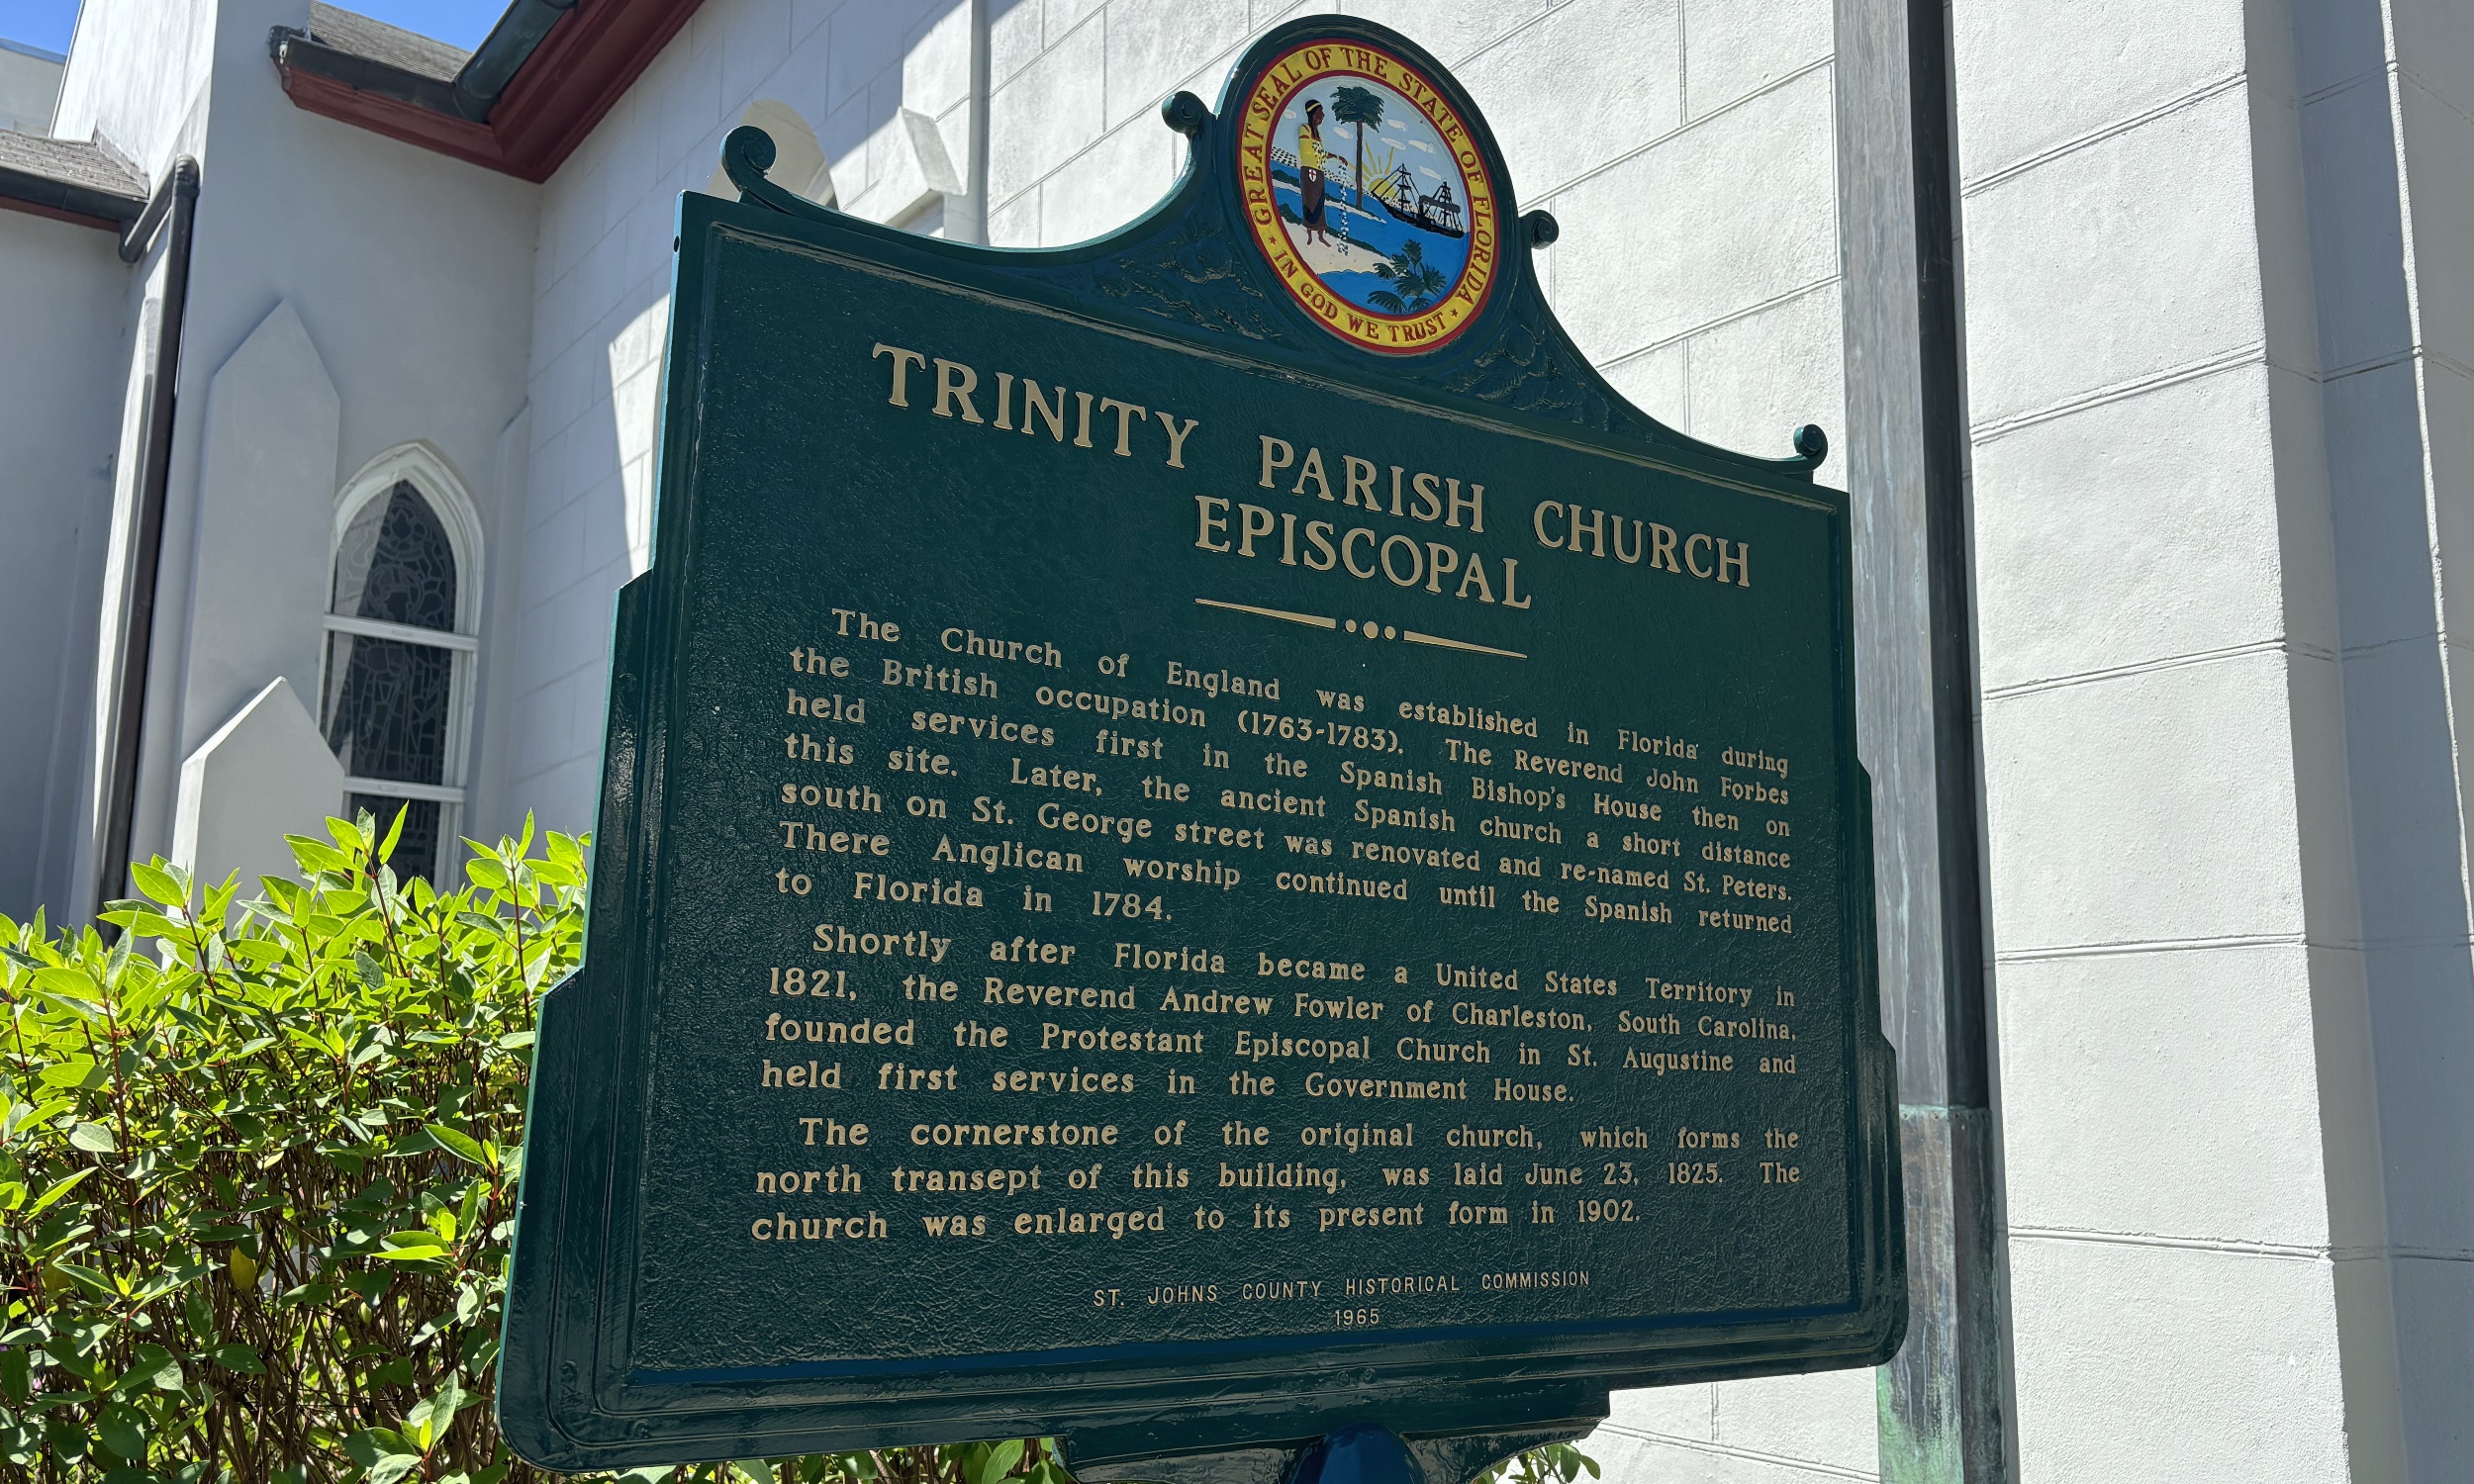 GREAT SEAL OF THE STATE OF FLORIDA
IN GOD WE TRUST
TRINITY PARISH CHURCH
EPISCOPAL
The Church of England was established in Florida during
the British occupation (1763-1783). The Reverend John Forbes
held services first in the Spanish Bishop's House then on
this site. Later, the ancient Spanish church a short distance
south on St. George street was renovated and re-named St. Peters.
There Anglican worship continued until the Spanish returned
to Florida in 1784.
Shortly after Florida became a United States Territory in
1821, the Reverend Andrew Fowler of Charleston, South Carolina,
founded the Protestant Episcopal Church in St. Augustine and
held first services in the Government House.
The cornerstone of the original church, which forms the
north transept of this building, was laid June 23, 1825. The
church was enlarged to its present form in 1902.
ST. JOHNS COUNTY HISTORICAL COMMISSION
1965